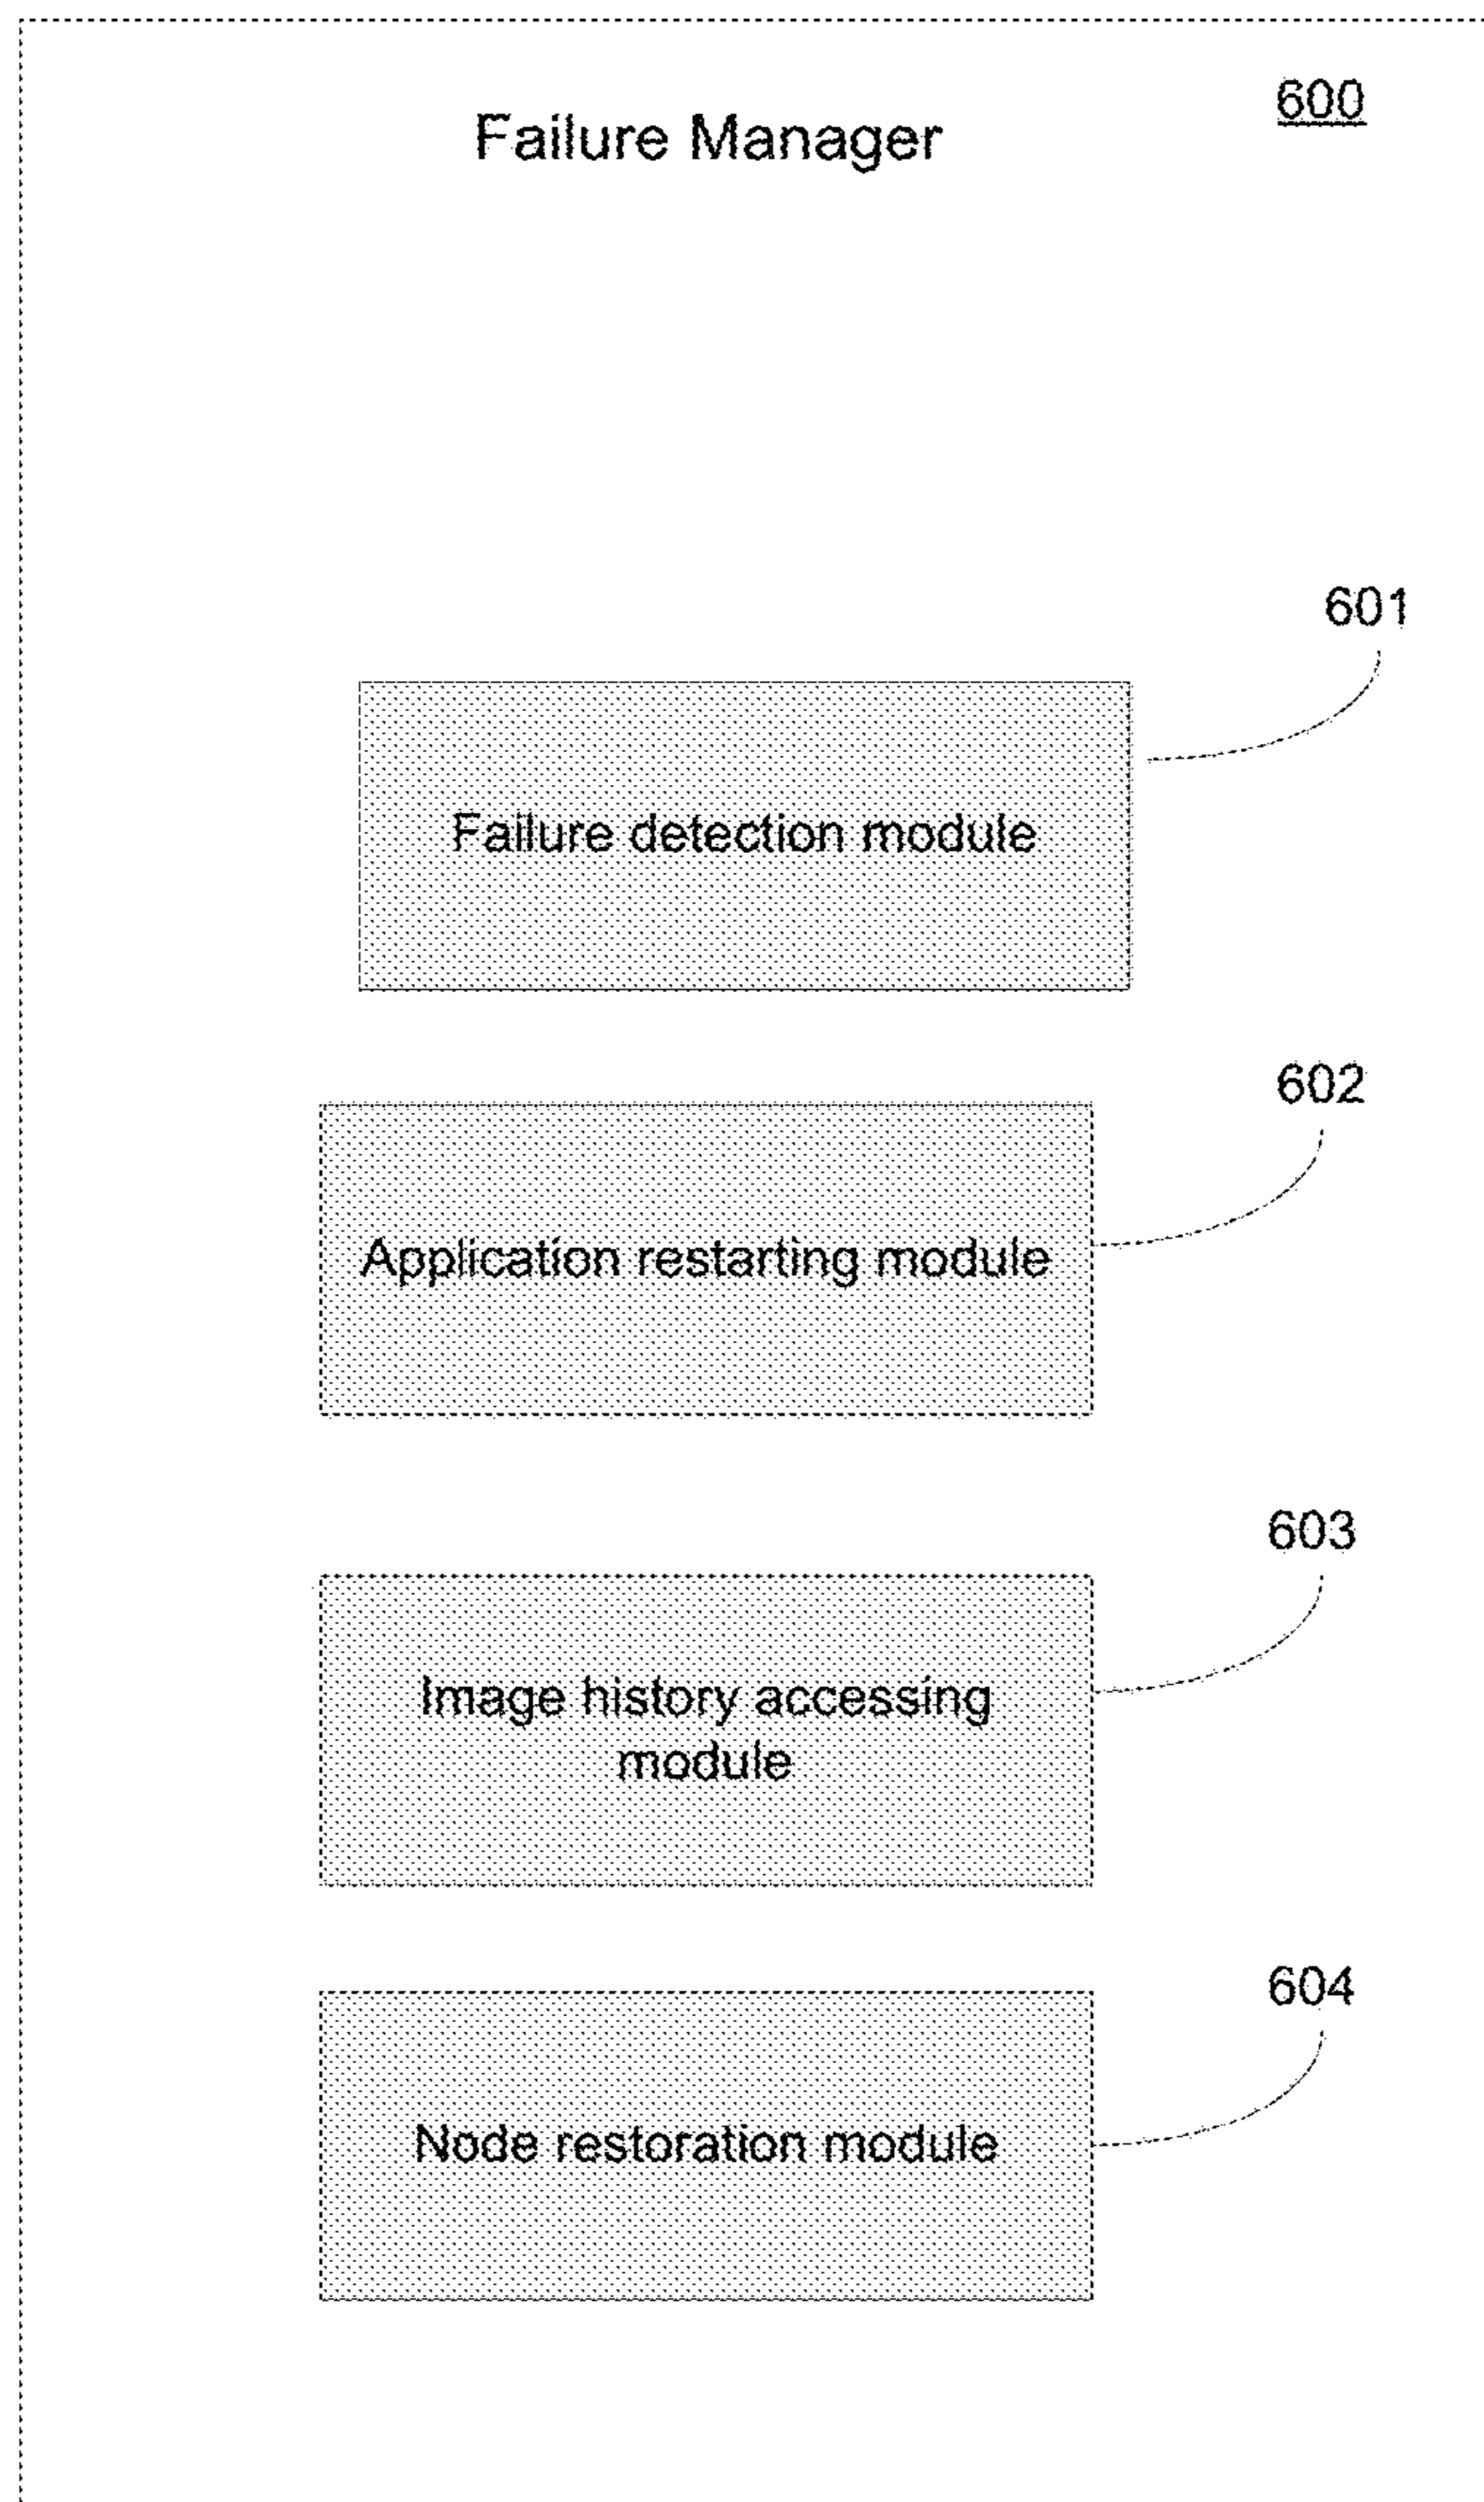 600
Failure Manager
601
Failure detection module
602
Application restarting module
603
Image history accessing
module
604
Node restoration module